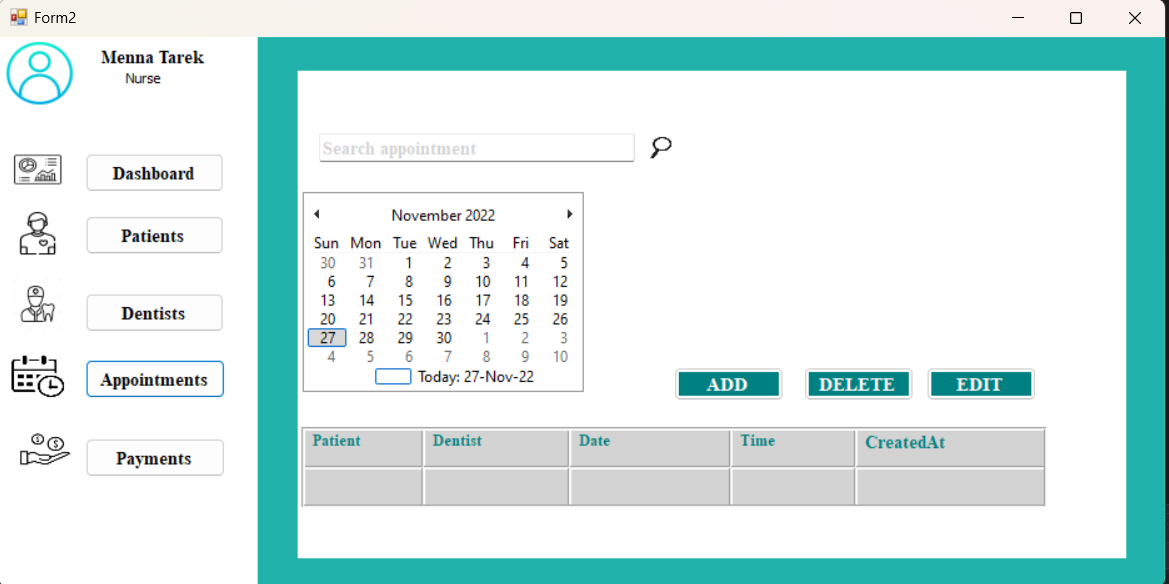 Form2
Menna Tarek
Nurse
Dashboard
Patients
Dentists
Appointments
Payments
Search appointment
November 2022
Sun Mon Tue Wed Thu Fri Sat
30 31 1 2 3 4 5
6 7 8 9 10 11 12
13 14 15 16 17 18 19
20 21 22 23 24 25 26
27 28 29 30 1 2 3
4 5 6 7 8 9 10
Today: 27-Nov-22
ADD DELETE EDIT
Patient Dentist Date Time CreatedAt